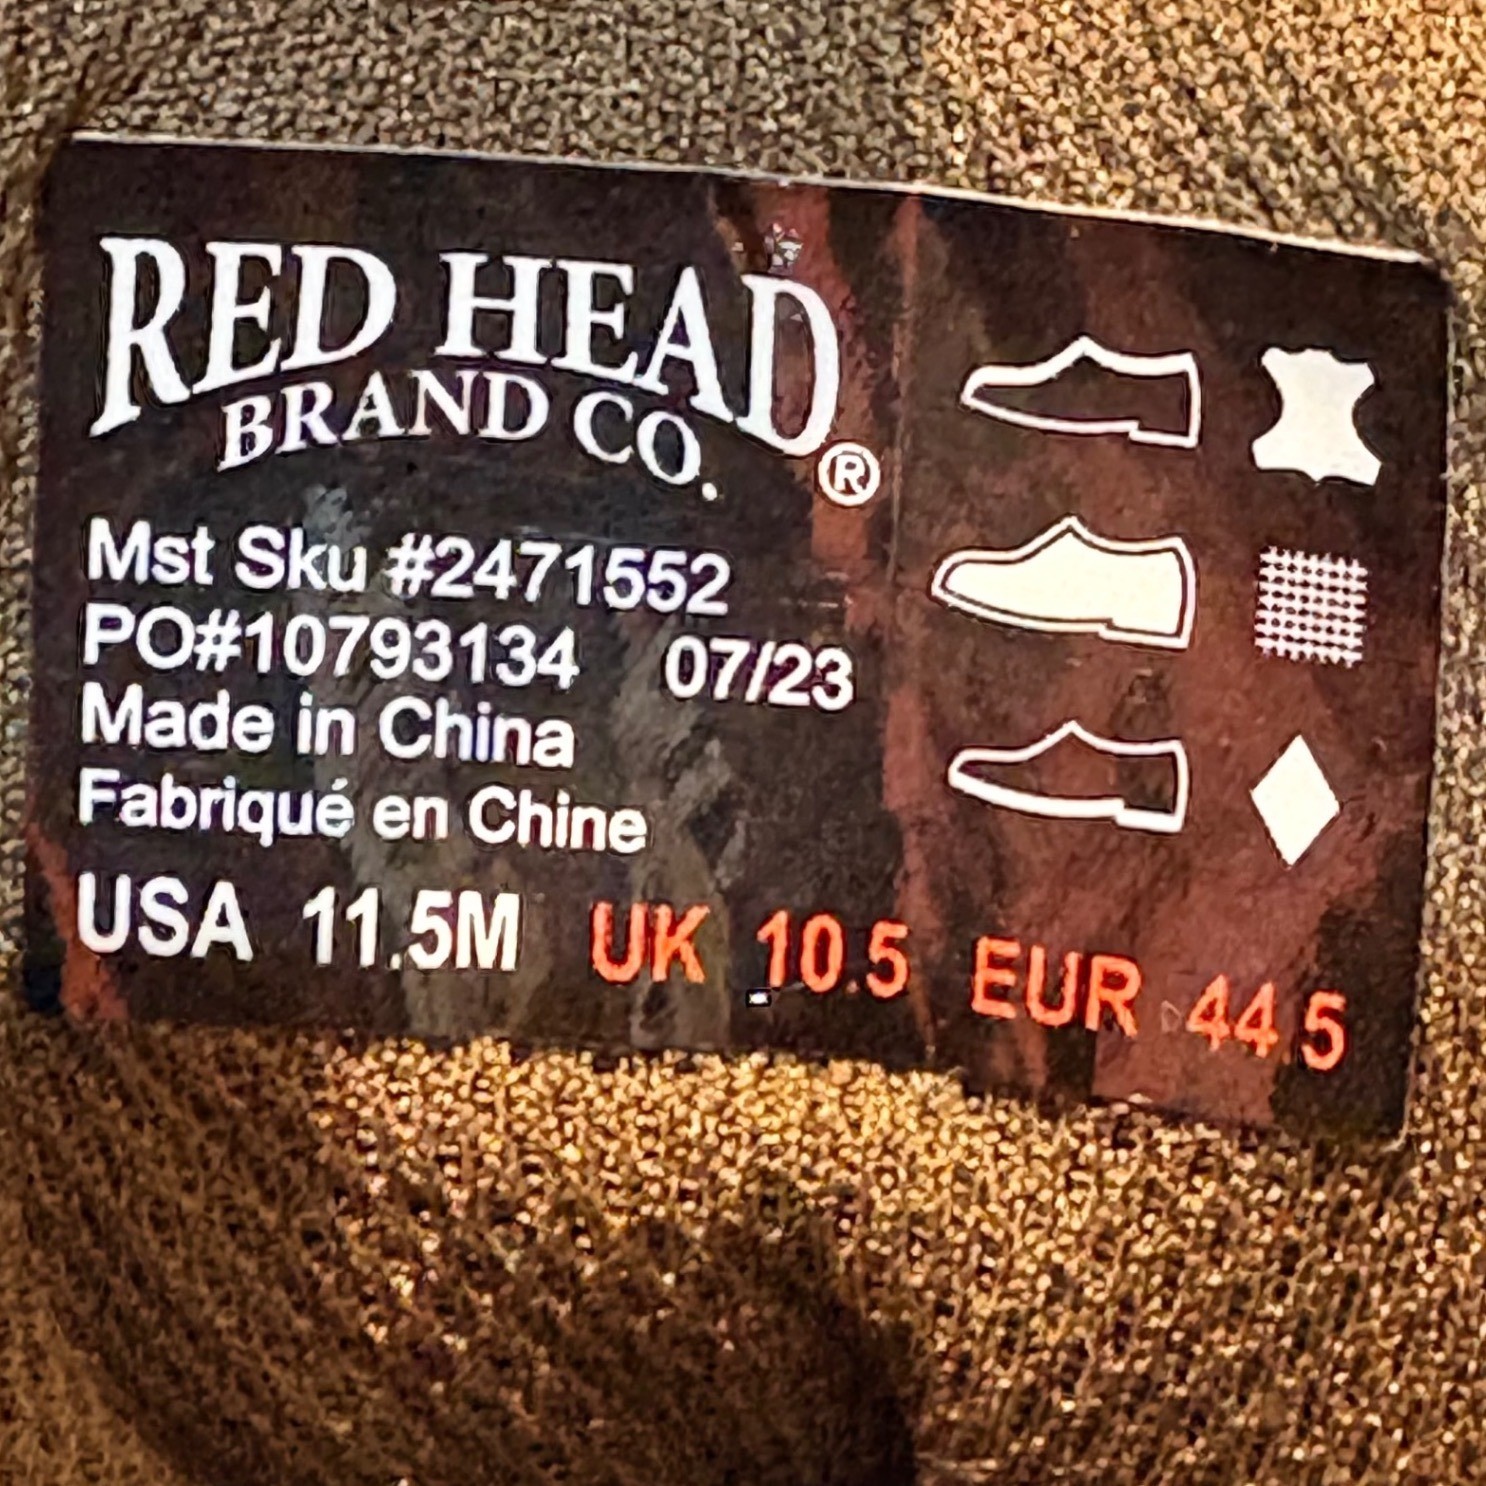 RED HEAD
BRAND CO.®
Mst Sku #2471552
PO#10793134 07/23
Made in China
Fabriqué en Chine
USA 11.5M UK 10.5 EUR 44.5